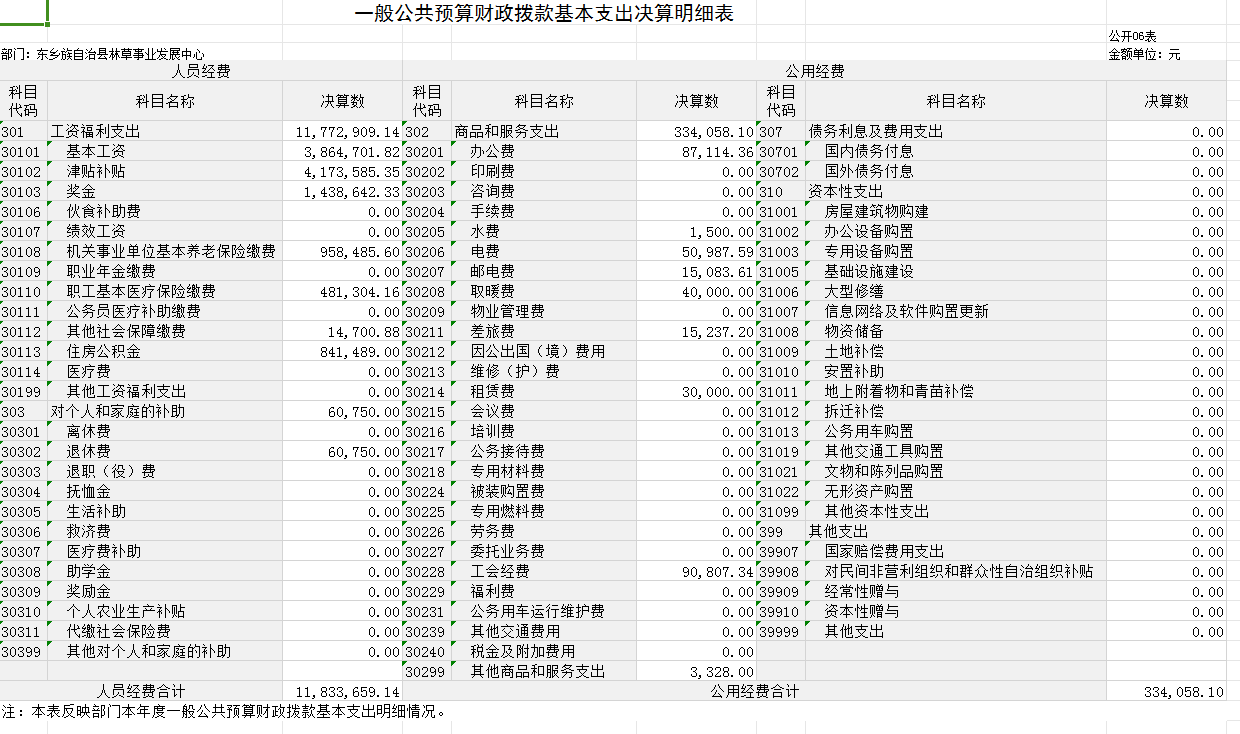 一般公共预算财政拨款基本支出决算明细表
公开06表
部门：东乡族自治县林草事业发展中心 金额单位：元
人员经费 公用经费
科目代码 科目名称 决算数 科目代码 科目名称 决算数 科目代码 科目名称 决算数
301 工资福利支出 11,772,909.14 302 商品和服务支出 334,058.10 307 债务利息及费用支出 0.00
30101 基本工资 3,864,701.82 30201 办公费 87,114.36 30701 国内债务付息 0.00
30102 津贴补贴 4,173,585.35 30202 印刷费 0.00 30702 国外债务付息 0.00
30103 奖金 1,438,642.33 30203 咨询费 0.00 310 资本性支出 0.00
30106 伙食补助费 0.00 30204 手续费 0.00 31001 房屋建筑物购建 0.00
30107 绩效工资 0.00 30205 水费 1,500.00 31002 办公设备购置 0.00
30108 机关事业单位基本养老保险缴费 958,485.60 30206 电费 50,987.59 31003 专用设备购置 0.00
30109 职业年金缴费 0.00 30207 邮电费 15,083.61 31005 基础设施建设 0.00
30110 职工基本医疗保险缴费 481,304.16 30208 取暖费 40,000.00 31006 大型修缮 0.00
30111 公务员医疗补助缴费 0.00 30209 物业管理费 0.00 31007 信息网络及软件购置更新 0.00
30112 其他社会保障缴费 14,700.88 30211 差旅费 15,237.20 31008 物资储备 0.00
30113 住房公积金 841,489.00 30212 因公出国（境）费用 0.00 31009 土地补偿 0.00
30114 医疗费 0.00 30213 维修（护）费 0.00 31010 安置补助 0.00
30199 其他工资福利支出 0.00 30214 租赁费 30,000.00 31011 地上附着物和青苗补偿 0.00
303 对个人和家庭的补助 60,750.00 30215 会议费 0.00 31012 拆迁补偿 0.00
30301 离休费 0.00 30216 培训费 0.00 31013 公务用车购置 0.00
30302 退休费 60,750.00 30217 公务接待费 0.00 31019 其他交通工具购置 0.00
30303 退职（役）费 0.00 30218 专用材料费 0.00 31021 文物和陈列品购置 0.00
30304 抚恤金 0.00 30224 被装购置费 0.00 31022 无形资产购置 0.00
30305 生活补助 0.00 30225 专用燃料费 0.00 31099 其他资本性支出 0.00
30306 救济费 0.00 30226 劳务费 0.00 399 其他支出 0.00
30307 医疗费补助 0.00 30227 委托业务费 0.00 39907 国家赔偿费用支出 0.00
30308 助学金 0.00 30228 工会经费 90,807.34 39908 对民间非营利组织和群众性自治组织补贴 0.00
30309 奖励金 0.00 30229 福利费 0.00 39909 经常性赠与 0.00
30310 个人农业生产补贴 0.00 30231 公务用车运行维护费 0.00 39910 资本性赠与 0.00
30311 代缴社会保险费 0.00 30239 其他交通费用 0.00 39999 其他支出 0.00
30399 其他对个人和家庭的补助 0.00 30240 税金及附加费用 0.00
30299 其他商品和服务支出 3,328.00
人员经费合计 11,833,659.14 公用经费合计 334,058.10
注：本表反映部门本年度一般公共预算财政拨款基本支出明细情况。